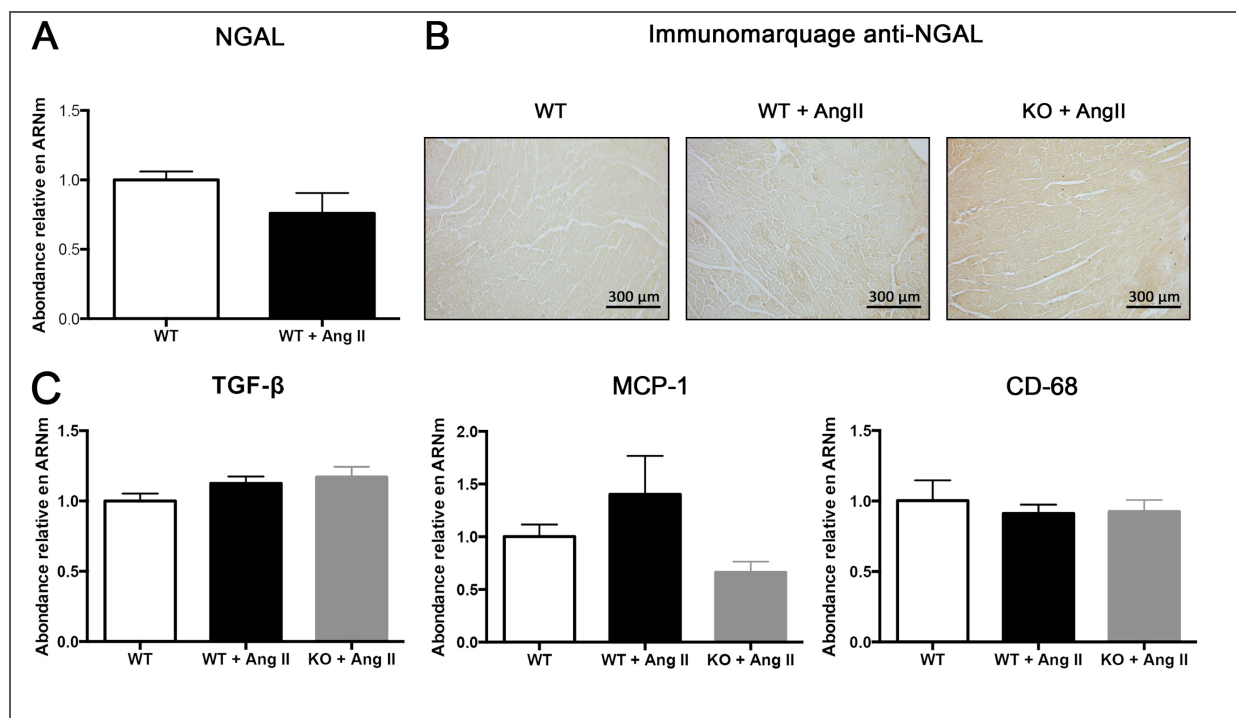 A
NGAL
Abondance relative en ARNm
1.5
1.0
0.5
0.0
WT
WT + Ang II
B
Immunomarquage anti-NGAL
WT
WT + AngII
KO + AngII
300 µm
300 µm
300 µm
C
TGF-β
Abondance relative en ARNm
1.5
1.0
0.5
0.0
WT
WT + Ang II
KO + Ang II
MCP-1
Abondance relative en ARNm
2.0
1.5
1.0
0.5
0.0
WT
WT + Ang II
KO + Ang II
CD-68
Abondance relative en ARNm
1.5
1.0
0.5
0.0
WT
WT + Ang II
KO + Ang II